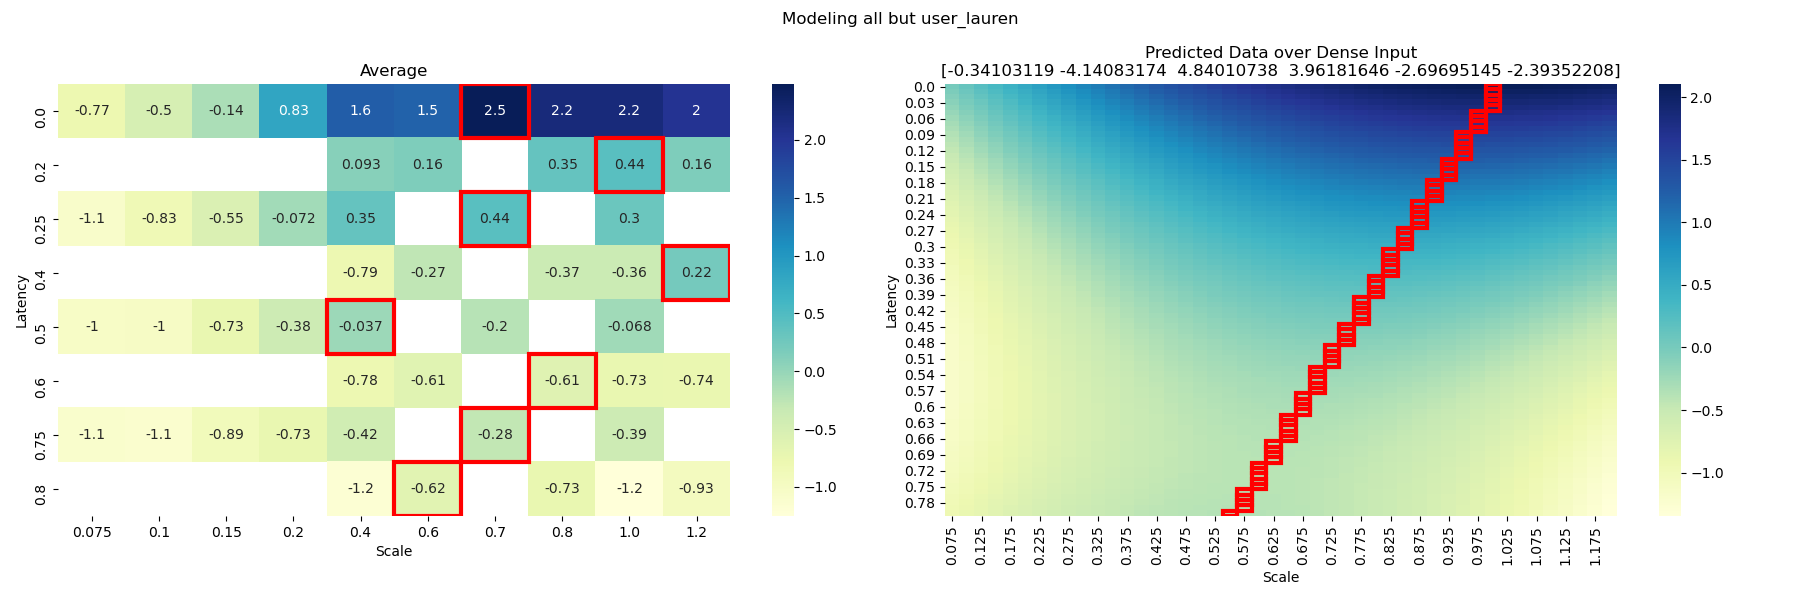 Modeling all but user_lauren
Average
Latency
0.0 -0.77 -0.5 -0.14 0.83 1.6 1.5 2.5 2.2 2.2 2
0.2 0.093 0.16 0.35 0.44 0.16
0.25 -1.1 -0.83 -0.55 -0.072 0.35 0.44 0.3
0.4 -0.79 -0.27 -0.37 -0.36 0.22
0.5 -1 -1 -0.73 -0.38 -0.037 -0.2 -0.068
0.6 -0.78 -0.61 -0.61 -0.73 -0.74
0.75 -1.1 -1.1 -0.89 -0.73 -0.42 -0.28 -0.39
0.8 -1.2 -0.62 -0.73 -1.2 -0.93
0.075 0.1 0.15 0.2 0.4 0.6 0.7 0.8 1.0 1.2
Scale
2.0
1.5
1.0
0.5
0.0
−0.5
−1.0
Predicted Data over Dense Input
[-0.34103119 -4.14083174 4.84010738 3.96181646 -2.69695145 -2.39352208]
Latency
0.0
0.03
0.06
0.09
0.12
0.15
0.18
0.21
0.24
0.27
0.3
0.33
0.36
0.39
0.42
0.45
0.48
0.51
0.54
0.57
0.6
0.63
0.66
0.69
0.72
0.75
0.78
0.075 0.125 0.175 0.225 0.275 0.325 0.375 0.425 0.475 0.525 0.575 0.625 0.675 0.725 0.775 0.825 0.875 0.925 0.975 1.025 1.075 1.125 1.175
Scale
2.0
1.5
1.0
0.5
0.0
−0.5
−1.0